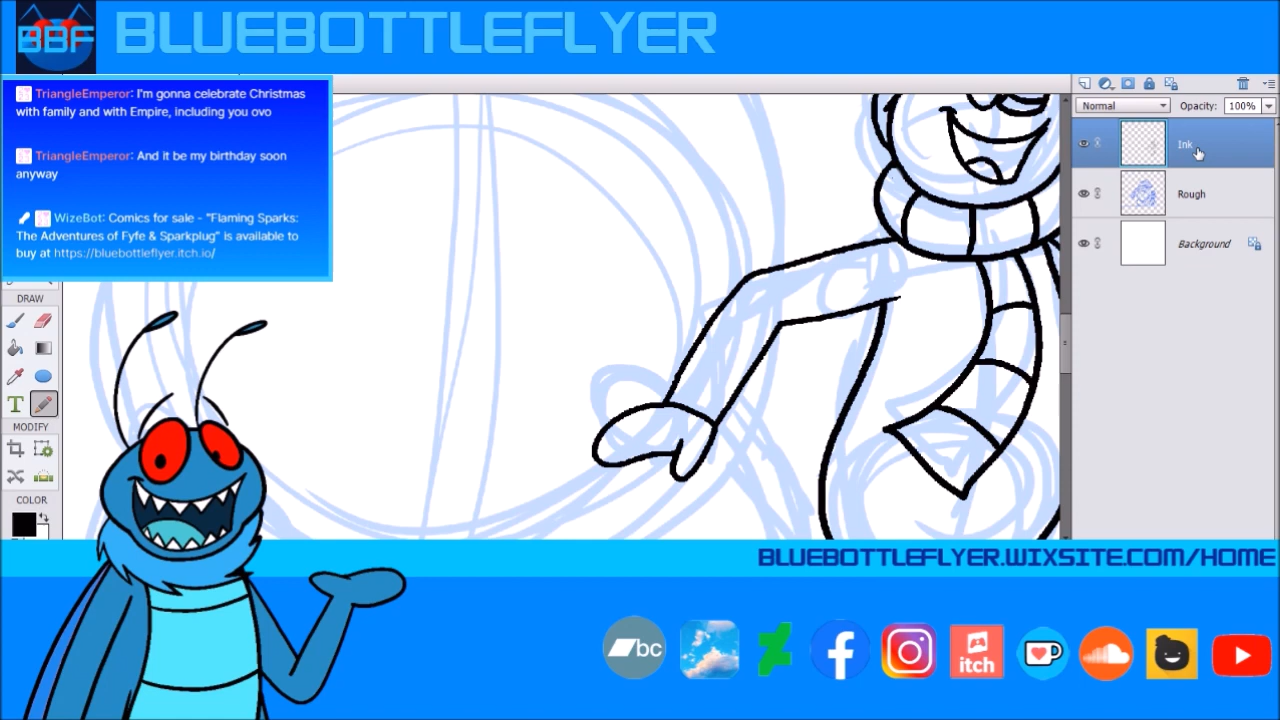 BBF
BLUEBOTTLEFLYER
TriangleEmperor: I'm gonna celebrate Christmas
with family and with Empire, including you ovo
TriangleEmperor: And it be my birthday soon
anyway
WizeBot: Comics for sale - "Flaming Sparks:
The Adventures of Fyfe & Sparkplug" is available to
buy at https://bluebottleflyer.itch.io/
DRAW
T
MODIFY
COLOR
Normal
Opacity: 100%
Ink
Rough
Background
BLUEBOTTLEFLYER.WIXSITE.COM/HOME
bc
itch